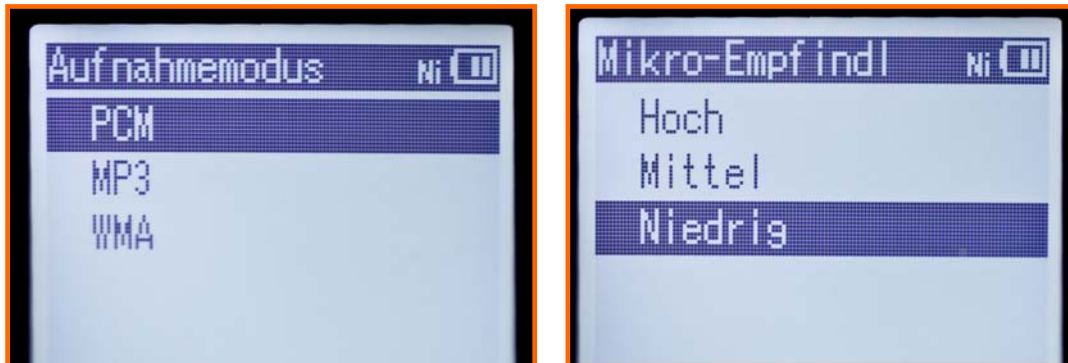 Aufnahmemodus Ni
PCM
MP3
WMA
Mikro-Empfindl Ni
Hoch
Mittel
Niedrig